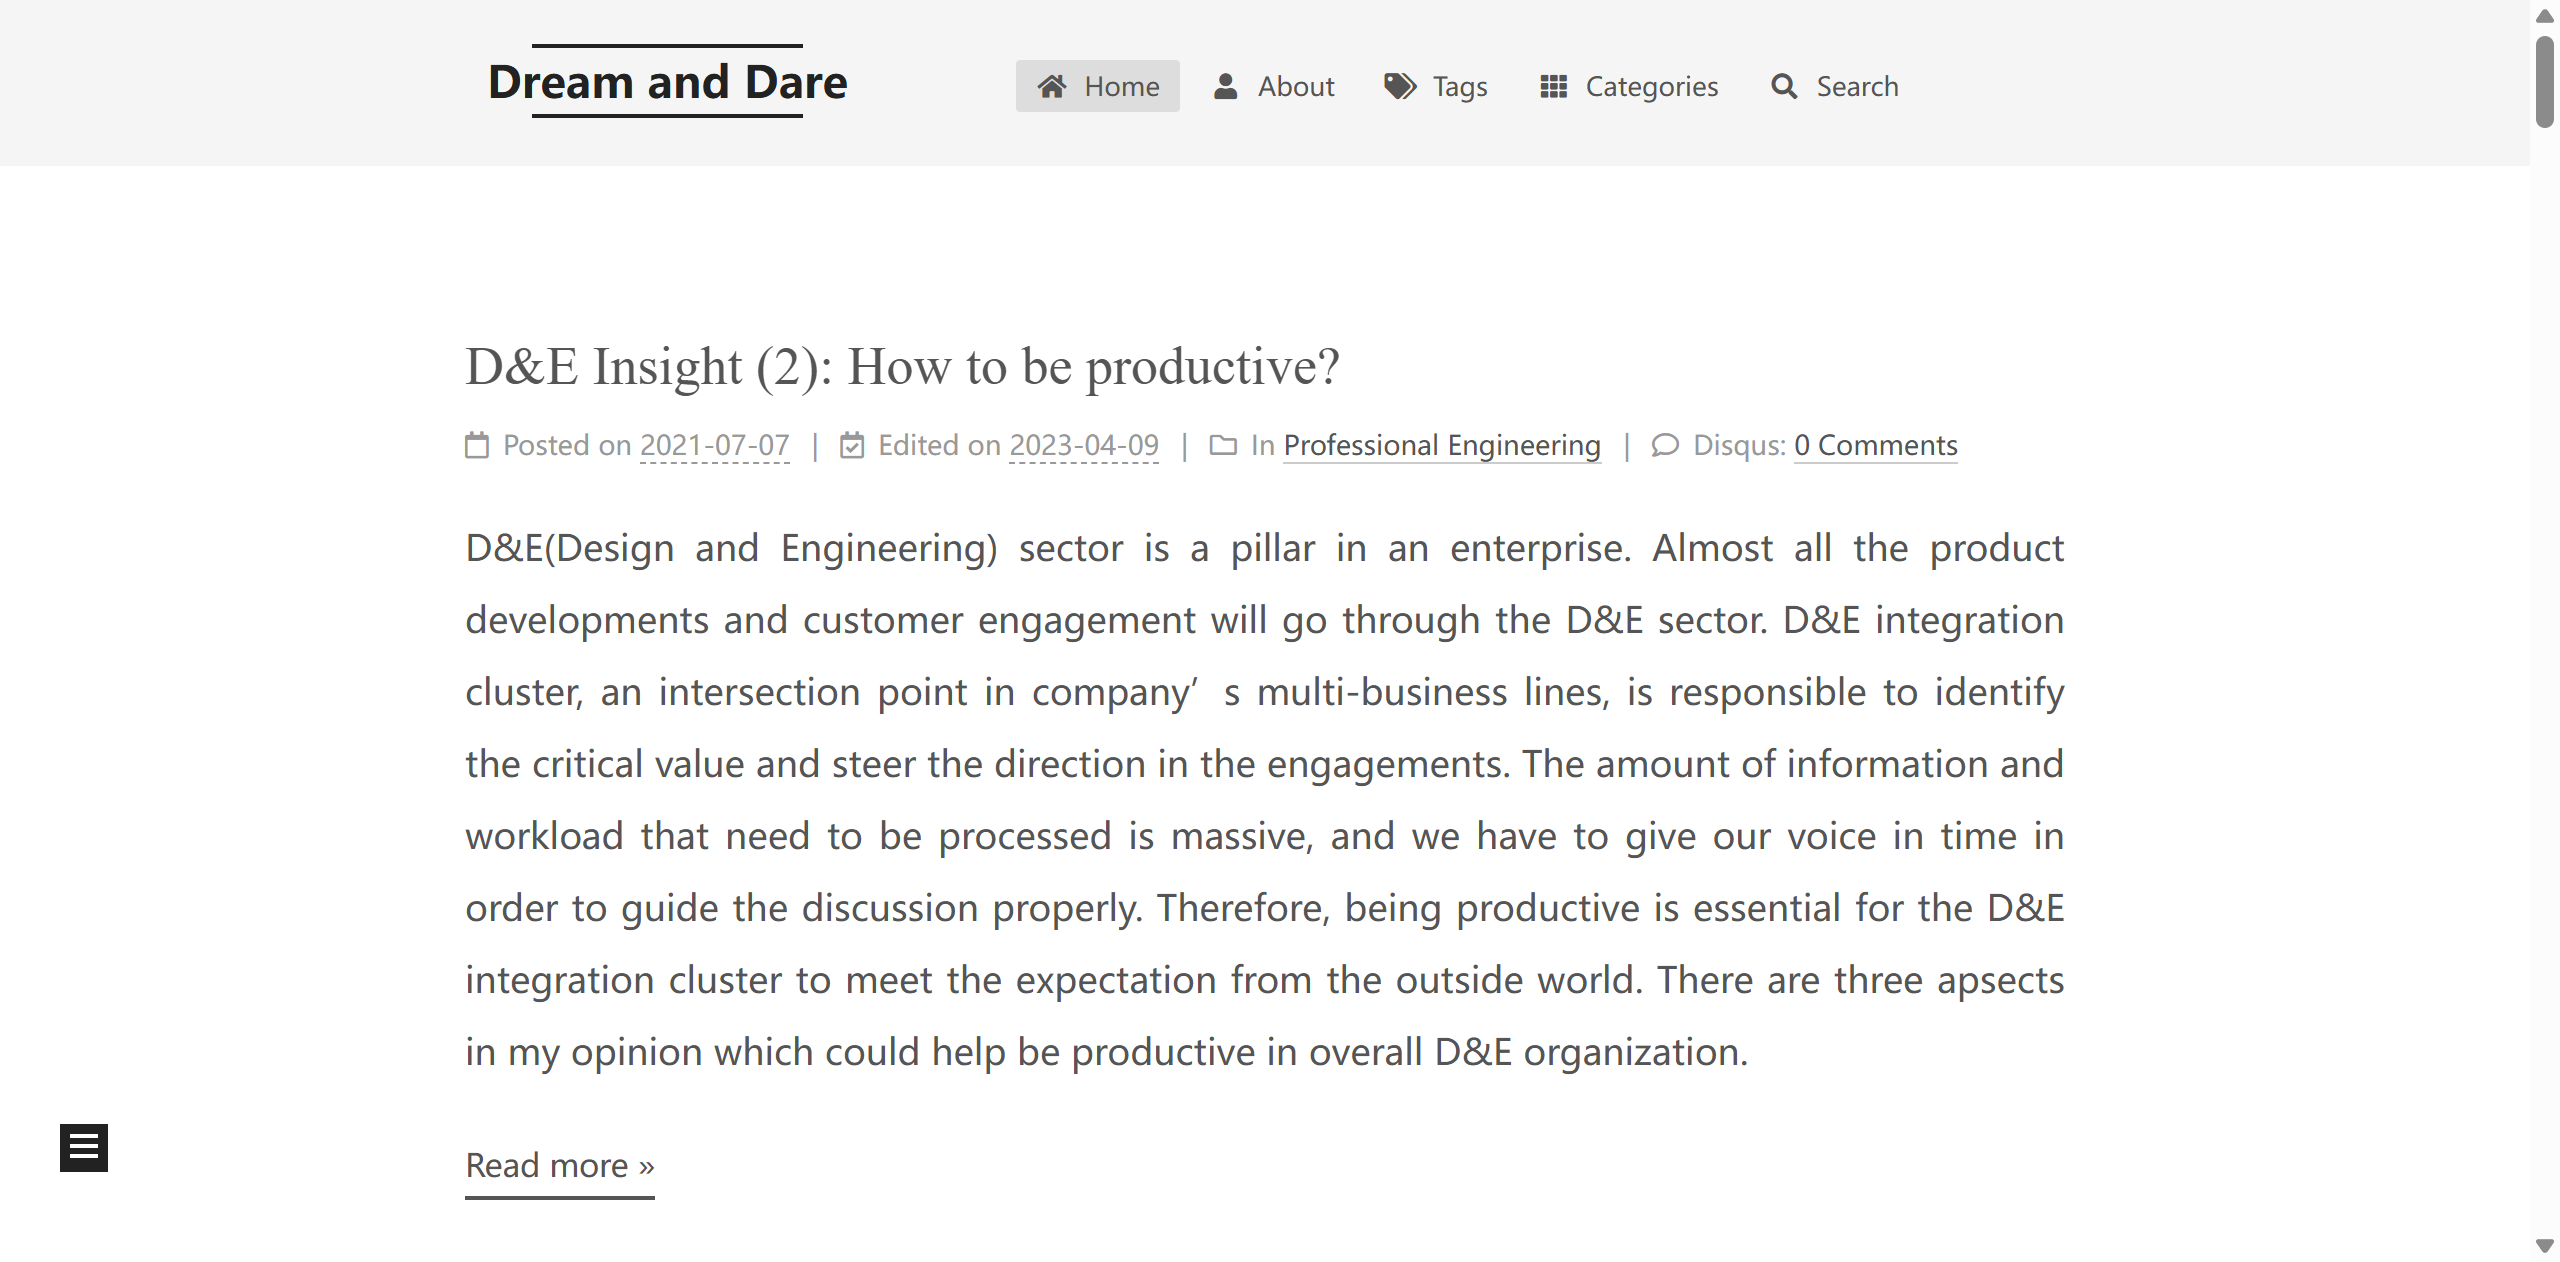 Dream and Dare
Home About Tags Categories Search
D&E Insight (2): How to be productive?
Posted on 2021-07-07 | Edited on 2023-04-09 | In Professional Engineering | Disqus: 0 Comments
D&E(Design and Engineering) sector is a pillar in an enterprise. Almost all the product
developments and customer engagement will go through the D&E sector. D&E integration
cluster, an intersection point in company’s multi-business lines, is responsible to identify
the critical value and steer the direction in the engagements. The amount of information and
workload that need to be processed is massive, and we have to give our voice in time in
order to guide the discussion properly. Therefore, being productive is essential for the D&E
integration cluster to meet the expectation from the outside world. There are three apsects
in my opinion which could help be productive in overall D&E organization.
Read more »